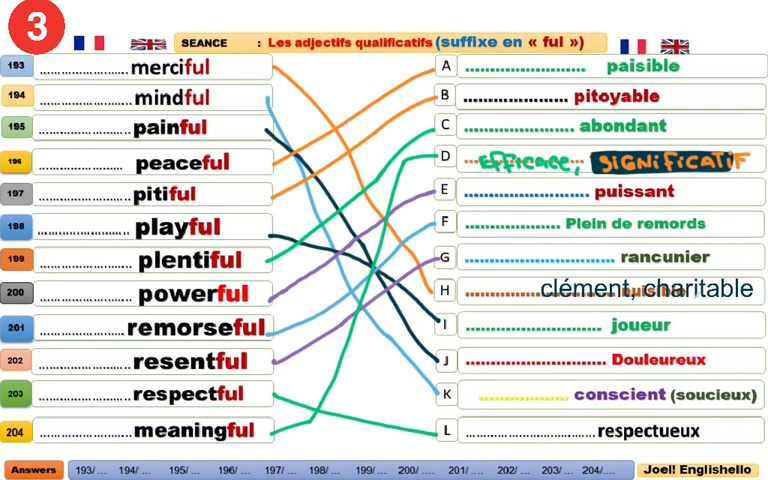 3
SEANCE : Les adjectifs qualificatifs (suffixe en « ful »)
193 ........................ merciful A ........................ paisible
194 mindful B ........................ pitoyable
195 ........................ painful C ........................ abondant
196 ........................ peaceful D EFFicace, SIGNiFiCATiF
197 ........................ pitiful E ........................ puissant
198 ........................ playful F ........................ Plein de remords
199 ........................ plentiful G ........................ rancunier
200 ........................ powerful H ........................ clément, charitable
201 ........................ remorseful I ........................ joueur
202 ........................ resentful J ........................ Douleureux
203 ........................ respectful K ........................ conscient (soucieux)
204 ........................ meaningful L ........................ respectueux
Answers 193/ ... 194/ ... 195/ ... 196/ ... 197/ ... 198/ ... 199/ ... 200/ ... 201/ ... 202/ ... 203/ ... 204/.... Joel! Englishello